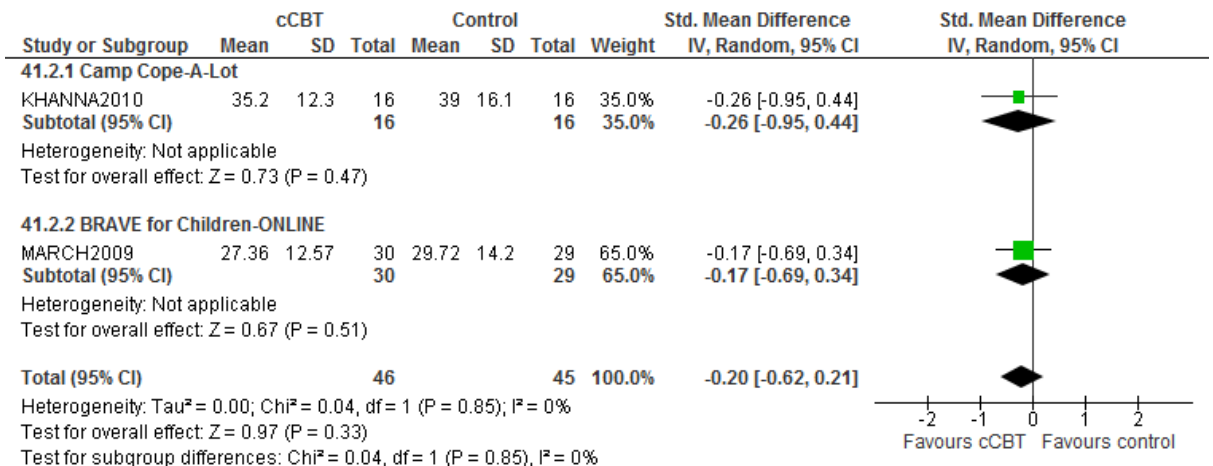 cCBT Control Std. Mean Difference Std. Mean Difference
Study or Subgroup Mean SD Total Mean SD Total Weight IV, Random, 95% CI IV, Random, 95% CI
41.2.1 Camp Cope-A-Lot
KHANNA2010 35.2 12.3 16 39 16.1 16 35.0% -0.26 [-0.95, 0.44]
Subtotal (95% CI) 16 16 35.0% -0.26 [-0.95, 0.44]
Heterogeneity: Not applicable
Test for overall effect: Z = 0.73 (P = 0.47)
41.2.2 BRAVE for Children-ONLINE
MARCH2009 27.36 12.57 30 29.72 14.2 29 65.0% -0.17 [-0.69, 0.34]
Subtotal (95% CI) 30 29 65.0% -0.17 [-0.69, 0.34]
Heterogeneity: Not applicable
Test for overall effect: Z = 0.67 (P = 0.51)
Total (95% CI) 46 45 100.0% -0.20 [-0.62, 0.21]
Heterogeneity: Tau² = 0.00; Chi² = 0.04, df = 1 (P = 0.85); I² = 0%
Test for overall effect: Z = 0.97 (P = 0.33)
Test for subgroup differences: Chi² = 0.04, df = 1 (P = 0.85), I² = 0%
-2 -1 0 1 2
Favours cCBT Favours control